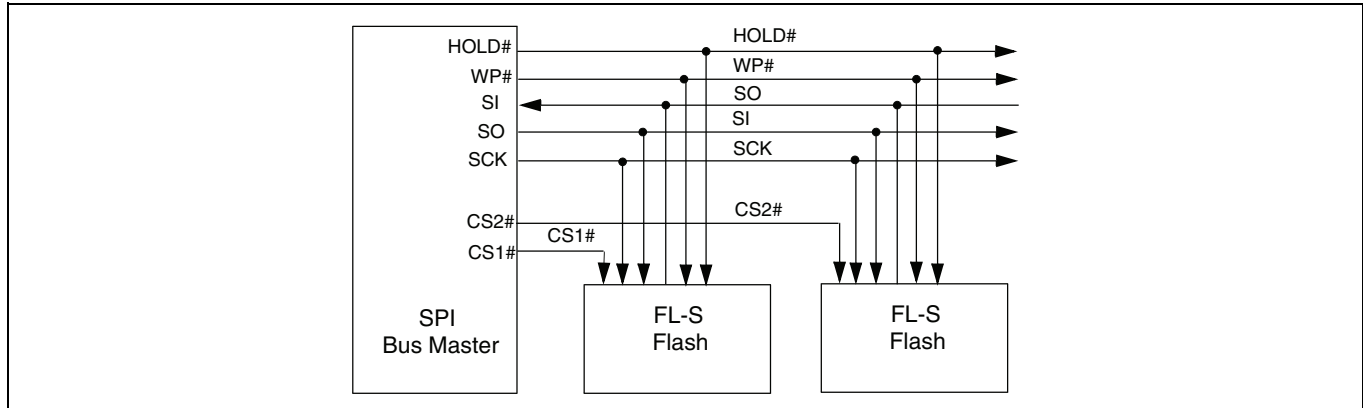 HOLD#
HOLD#
WP#
WP#
SI
SO
SO
SI
SCK
SCK
CS2#
CS2#
CS1#
CS1#
SPI
Bus Master
FL-S
Flash
FL-S
Flash